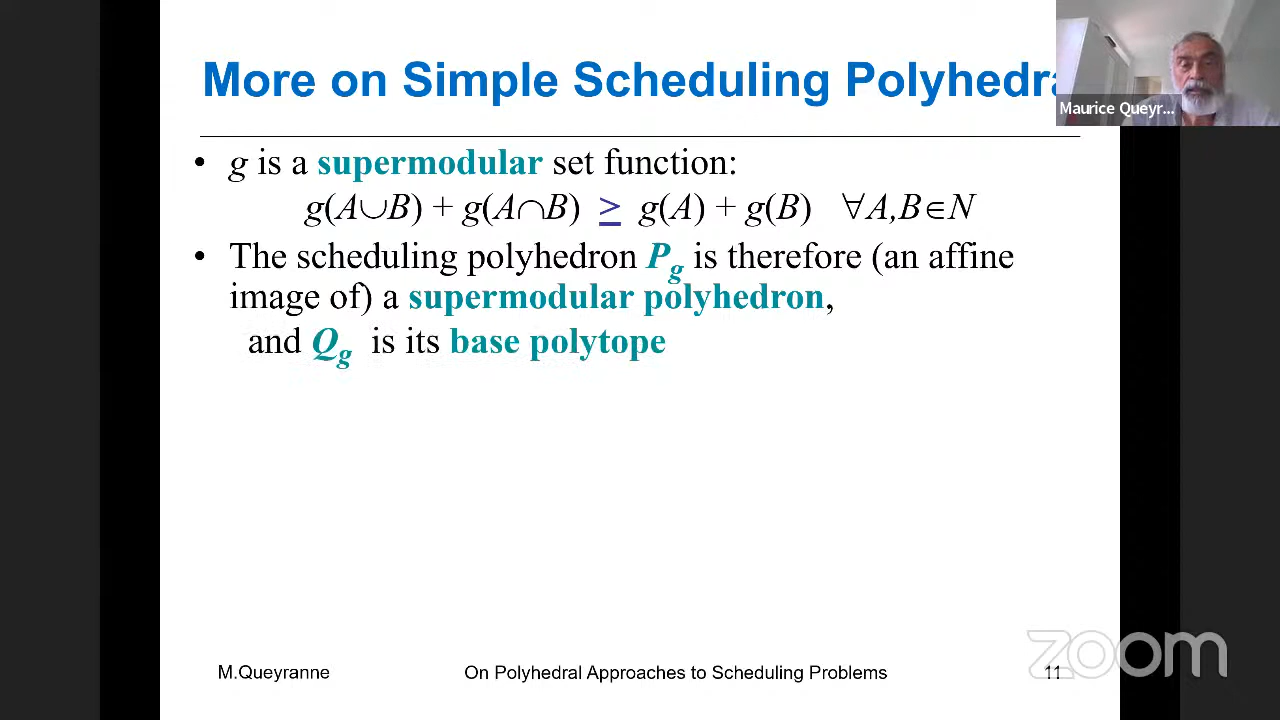 More on Simple Scheduling Polyhedra
Maurice Queyr...
• g is a supermodular set function:
g(A∪B) + g(A∩B) ≥ g(A) + g(B) ∀A,B∈N
• The scheduling polyhedron Pg is therefore (an affine
image of) a supermodular polyhedron,
and Qg is its base polytope
zoom
M.Queyranne On Polyhedral Approaches to Scheduling Problems 11